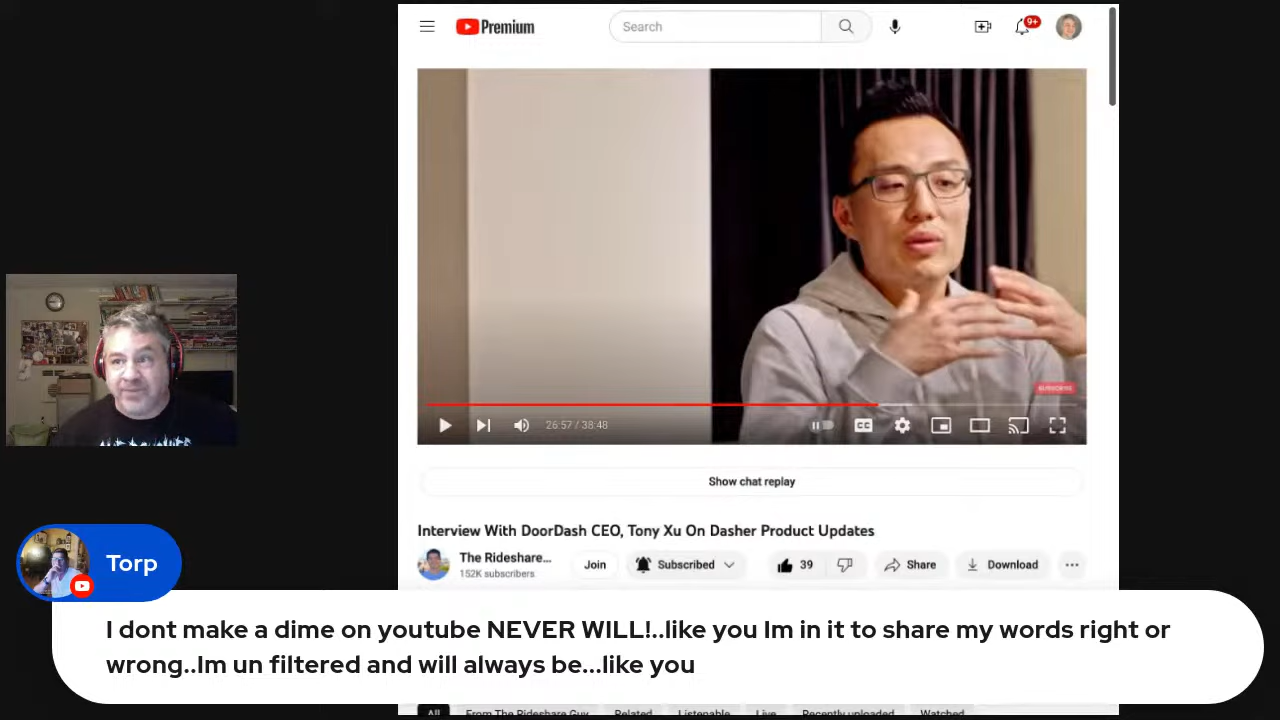 Premium
Search
9+
SUBSCRIBE
26:57 / 38:48
CC
Show chat replay
Interview With DoorDash CEO, Tony Xu On Dasher Product Updates
The Rideshare...
152K subscribers
Join
Subscribed
39
Share
Download
Torp
I dont make a dime on youtube NEVER WILL!..like you Im in it to share my words right or
wrong..Im un filtered and will always be...like you
All
From The Rideshare Guy
Related
Listenable
Live
Recently uploaded
Watched